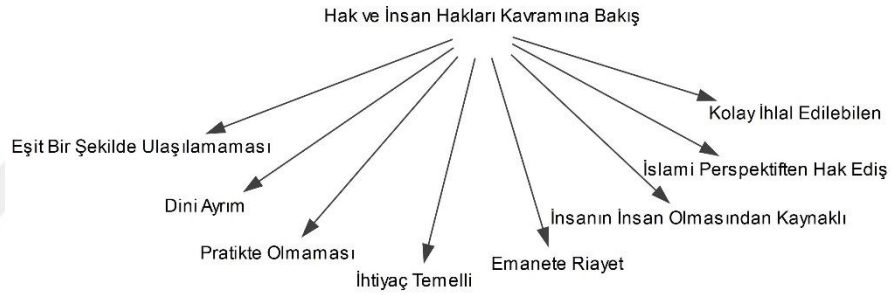 Hak ve İnsan Hakları Kavramına Bakış
Kolay İhlal Edilebilen
Eşit Bir Şekilde Ulaşılamaması
İslami Perspektiften Hak Ediş
Dini Ayrım
İnsanın İnsan Olmasından Kaynaklı
Pratikte Olmaması
Emanete Riayet
İhtiyaç Temelli